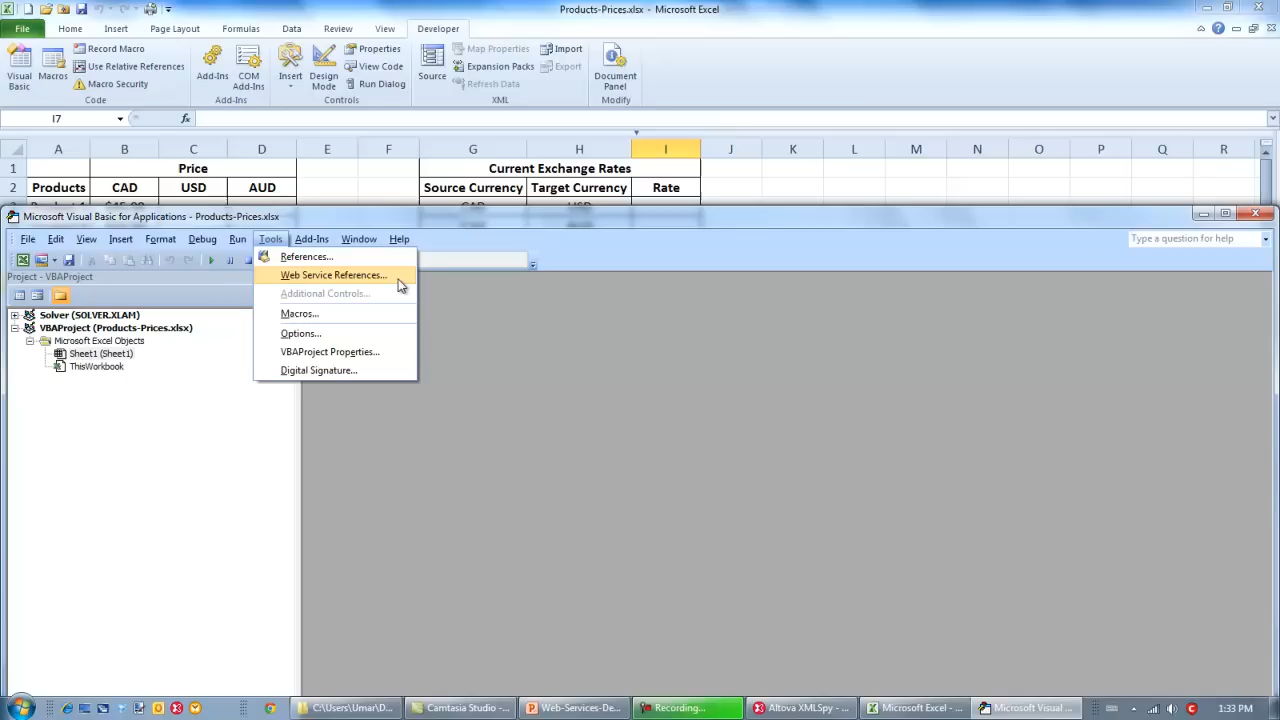 Products-Prices.xlsx - Microsoft Excel
File Home Insert Page Layout Formulas Data Review View Developer
Visual Basic
Macros
Record Macro
Use Relative References
Macro Security
Code
Add-Ins
COM Add-Ins
Add-Ins
Insert
Design Mode
Properties
View Code
Run Dialog
Controls
Source
Map Properties
Expansion Packs
Refresh Data
Import
Export
XML
Document Panel
Modify
I7
fx
A B C D E F G H I J K L M N O P Q R
1 Price Current Exchange Rates
2 Products CAD USD AUD Source Currency Target Currency Rate
Microsoft Visual Basic for Applications - Products-Prices.xlsx
File Edit View Insert Format Debug Run Tools Add-Ins Window Help
Type a question for help
Project - VBAProject
Solver (SOLVER.XLAM)
VBAProject (Products-Prices.xlsx)
Microsoft Excel Objects
Sheet1 (Sheet1)
ThisWorkbook
References...
Web Service References...
Additional Controls...
Macros...
Options...
VBAProject Properties...
Digital Signature...
C:\Users\Umar\D...
Camtasia Studio -...
Web-Services-De...
Recording...
Altova XMLSpy - ...
Microsoft Excel - ...
Microsoft Visual ...
1:33 PM